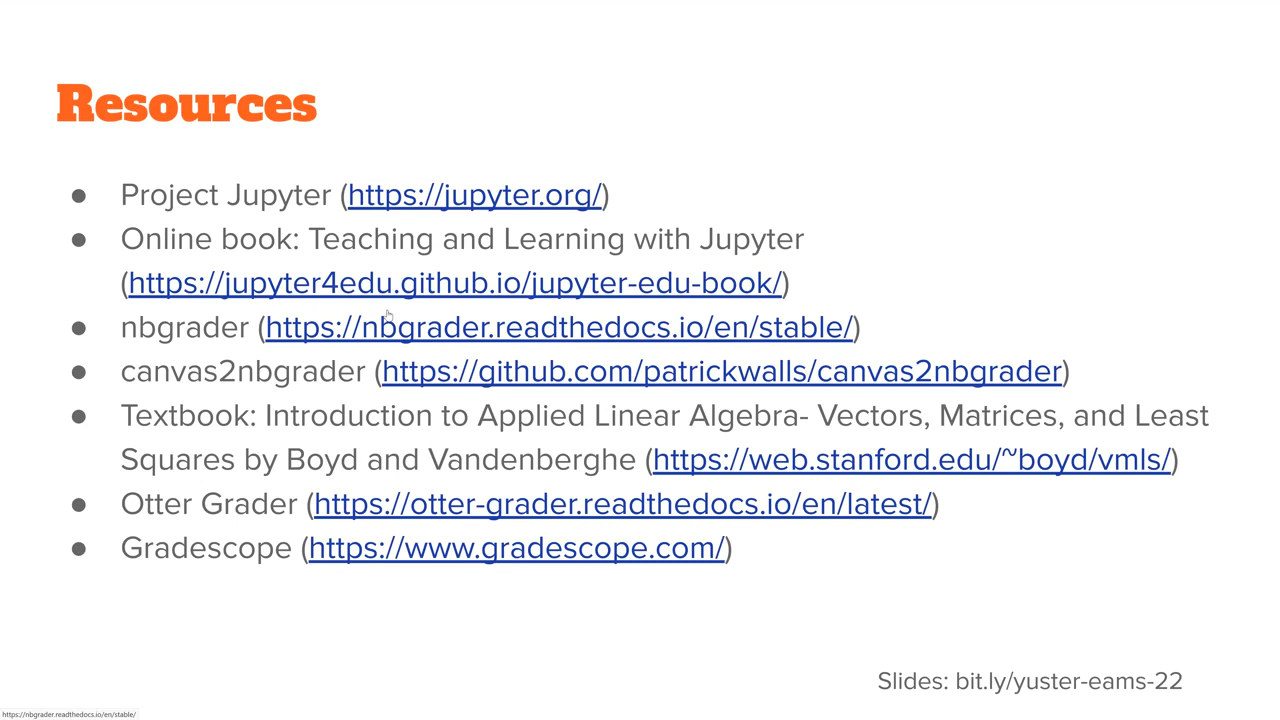 Resources
● Project Jupyter (https://jupyter.org/)
● Online book: Teaching and Learning with Jupyter
(https://jupyter4edu.github.io/jupyter-edu-book/)
● nbgrader (https://nbgrader.readthedocs.io/en/stable/)
● canvas2nbgrader (https://github.com/patrickwalls/canvas2nbgrader)
● Textbook: Introduction to Applied Linear Algebra- Vectors, Matrices, and Least
Squares by Boyd and Vandenberghe (https://web.stanford.edu/~boyd/vmls/)
● Otter Grader (https://otter-grader.readthedocs.io/en/latest/)
● Gradescope (https://www.gradescope.com/)
Slides: bit.ly/yuster-eams-22
https://nbgrader.readthedocs.io/en/stable/